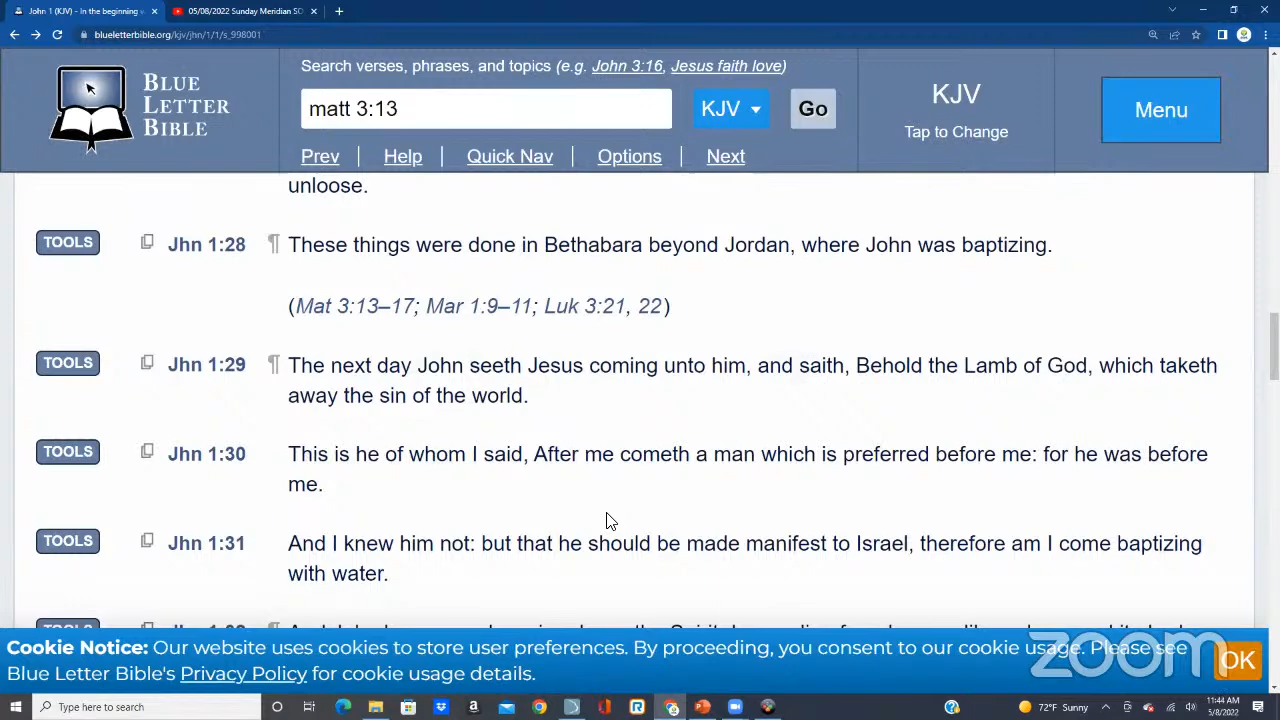 John 1 (KJV) - In the beginning w
05/08/2022 Sunday Meridian SD
blueletterbible.org/kjv/jhn/1/1/s_998001
BLUE
LETTER
BIBLE
Search verses, phrases, and topics (e.g. John 3:16, Jesus faith love)
matt 3:13
KJV
Go
Prev
Help
Quick Nav
Options
Next
KJV
Tap to Change
Menu
unloose.
TOOLS Jhn 1:28 ¶ These things were done in Bethabara beyond Jordan, where John was baptizing.
(Mat 3:13–17; Mar 1:9–11; Luk 3:21, 22)
TOOLS Jhn 1:29 ¶ The next day John seeth Jesus coming unto him, and saith, Behold the Lamb of God, which taketh
away the sin of the world.
TOOLS Jhn 1:30 This is he of whom I said, After me cometh a man which is preferred before me: for he was before
me.
TOOLS Jhn 1:31 And I knew him not: but that he should be made manifest to Israel, therefore am I come baptizing
with water.
Cookie Notice: Our website uses cookies to store user preferences. By proceeding, you consent to our cookie usage. Please see
Blue Letter Bible's Privacy Policy for cookie usage details.
OK
zoom
Type here to search
72°F Sunny
11:44 AM
5/8/2022